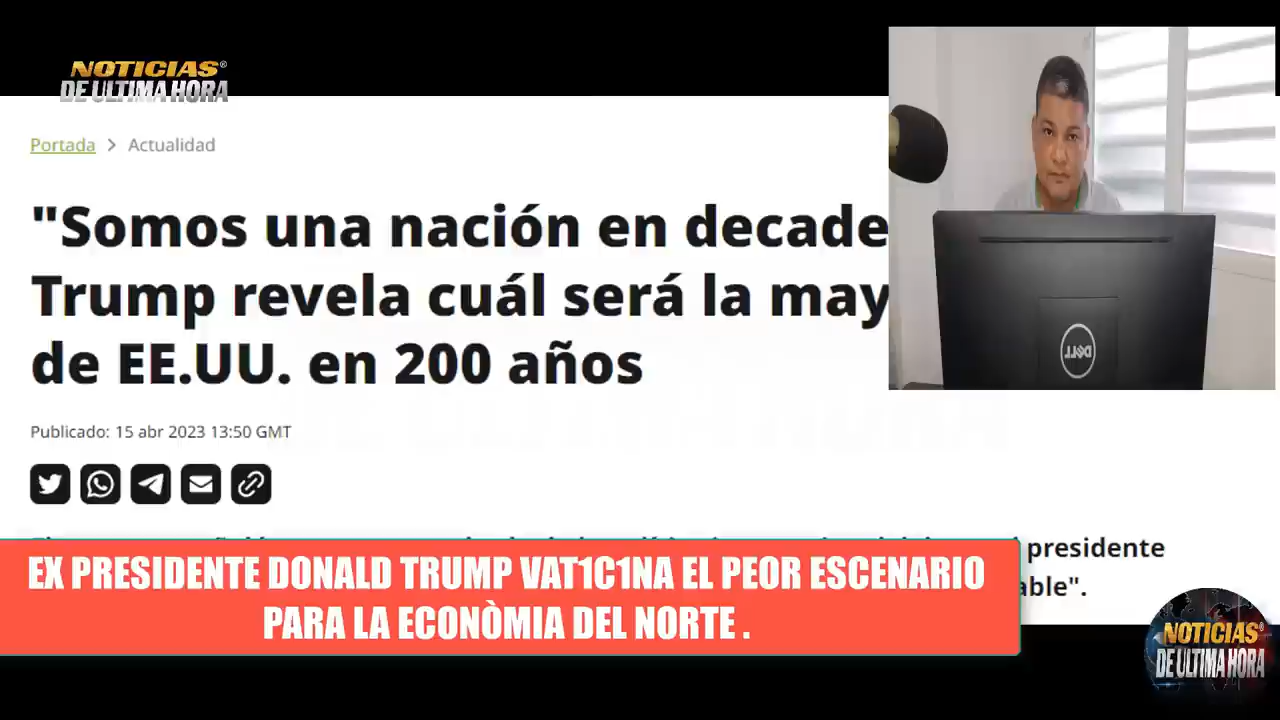 NOTICIAS®
DE ULTIMA HORA
Portada > Actualidad
"Somos una nación en decade
Trump revela cuál será la may
de EE.UU. en 200 años
Publicado: 15 abr 2023 13:50 GMT
presidente
able".
EX PRESIDENTE DONALD TRUMP VAT1C1NA EL PEOR ESCENARIO
PARA LA ECONÒMIA DEL NORTE .
DELL
NOTICIAS®
DE ULTIMA HORA